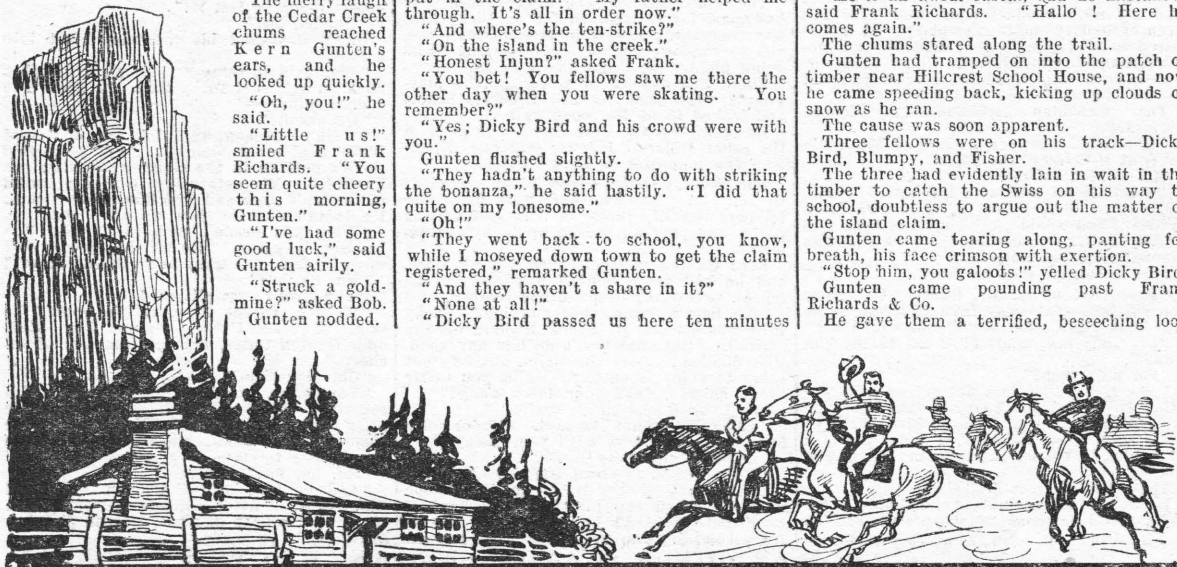 The merry laugh
of the Cedar Creek
chums reached
Kern Gunten's
ears, and he
looked up quickly.
"Oh, you!" he
said.
"Little us!"
smiled Frank
Richards. "You
seem quite cheery
this morning,
Gunten."
"I've had some
good luck," said
Gunten airily.
"Struck a gold-
mine?" asked Bob.
Gunten nodded.
put in the claim. My father helped me
through. It's all in order now."
"And where's the ten-strike?"
"On the island in the creek."
"Honest Injun?" asked Frank.
"You bet! You fellows saw me there the
other day when you were skating. You
remember?"
"Yes; Dicky Bird and his crowd were with
you."
Gunten flushed slightly.
"They hadn't anything to do with striking
the bonanza," he said hastily. "I did that
quite on my lonesome."
"Oh!"
"They went back to school, you know,
while I moseyed down town to get the claim
registered," remarked Gunten.
"And they haven't a share in it?"
"None at all!"
"Dicky Bird passed us here ten minutes
said Frank Richards. "Hallo! Here h
comes again."
The chums stared along the trail.
Gunten had tramped on into the patch o
timber near Hillcrest School House, and no
he came speeding back, kicking up clouds o
snow as he ran.
The cause was soon apparent.
Three fellows were on his track—Dick
Bird, Blumpy, and Fisher.
The three had evidently lain in wait in th
timber to catch the Swiss on his way t
school, doubtless to argue out the matter o
the island claim.
Gunten came tearing along, panting fo
breath, his face crimson with exertion.
"Stop him, you galoots!" yelled Dicky Bird
Gunten came pounding past Fran
Richards & Co.
He gave them a terrified, beseeching loo